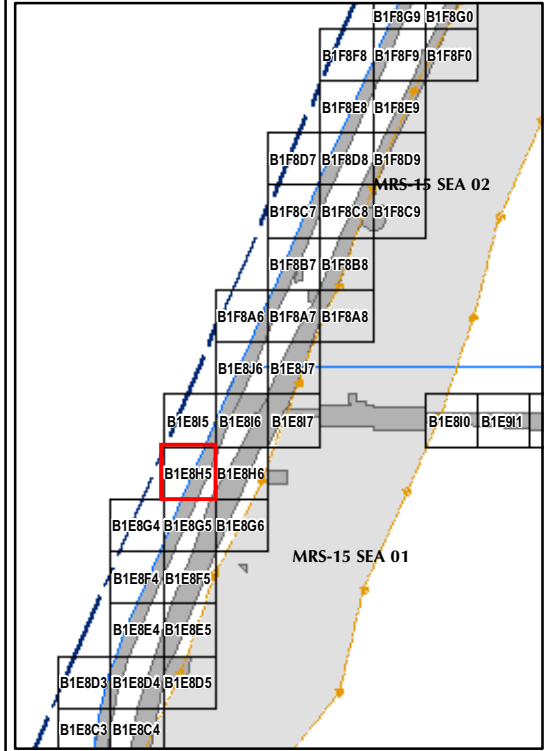 B1F8G9 B1F8G0
B1F8F8 B1F8F9 B1F8F0
B1F8E8 B1F8E9
B1F8D7 B1F8D8 B1F8D9
MRS-15 SEA 02
B1F8C7 B1F8C8 B1F8C9
B1F8B7 B1F8B8
B1F8A6 B1F8A7 B1F8A8
B1E8J6 B1E8J7
B1E8I5 B1E8I6 B1E8I7 B1E8I0 B1E9I1
B1E8H5 B1E8H6
B1E8G4 B1E8G5 B1E8G6
MRS-15 SEA 01
B1E8F4 B1E8F5
B1E8E4 B1E8E5
B1E8D3 B1E8D4 B1E8D5
B1E8C3 B1E8C4